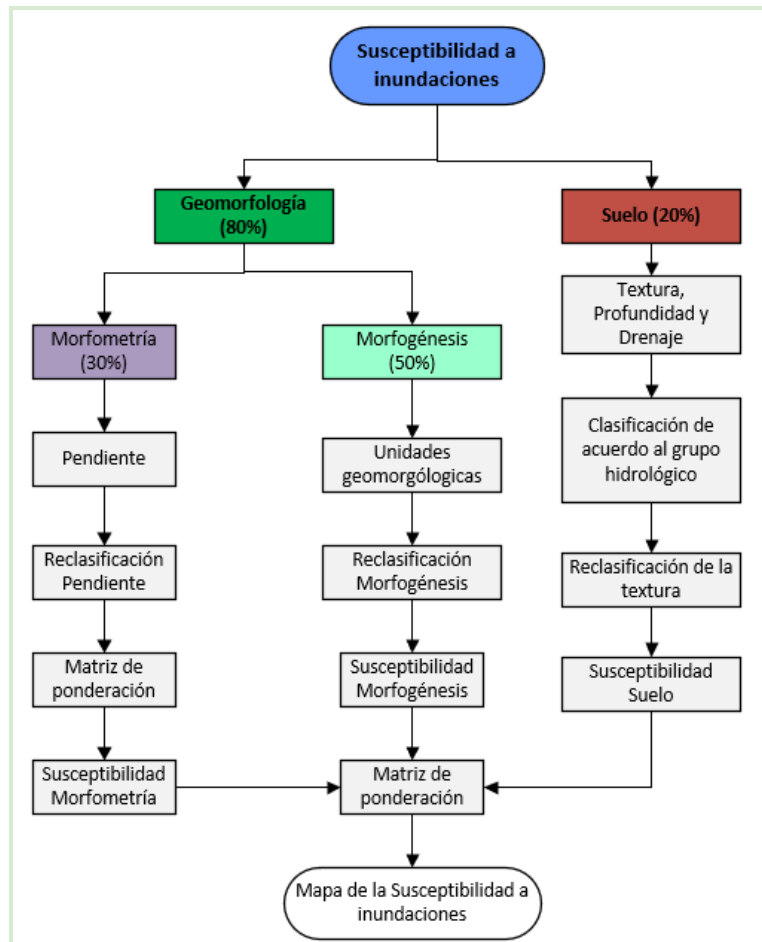 Susceptibilidad a
inundaciones
Geomorfología
(80%)
Suelo (20%)
Morfometría
(30%)
Morfogénesis
(50%)
Textura,
Profundidad y
Drenaje
Pendiente
Unidades
geomorgólogicas
Clasificación de
acuerdo al grupo
hidrológico
Reclasificación
Pendiente
Reclasificación
Morfogénesis
Reclasificación de la
textura
Matriz de
ponderación
Susceptibilidad
Morfogénesis
Susceptibilidad
Suelo
Susceptibilidad
Morfometría
Matriz de
ponderación
Mapa de la Susceptibilidad a
inundaciones